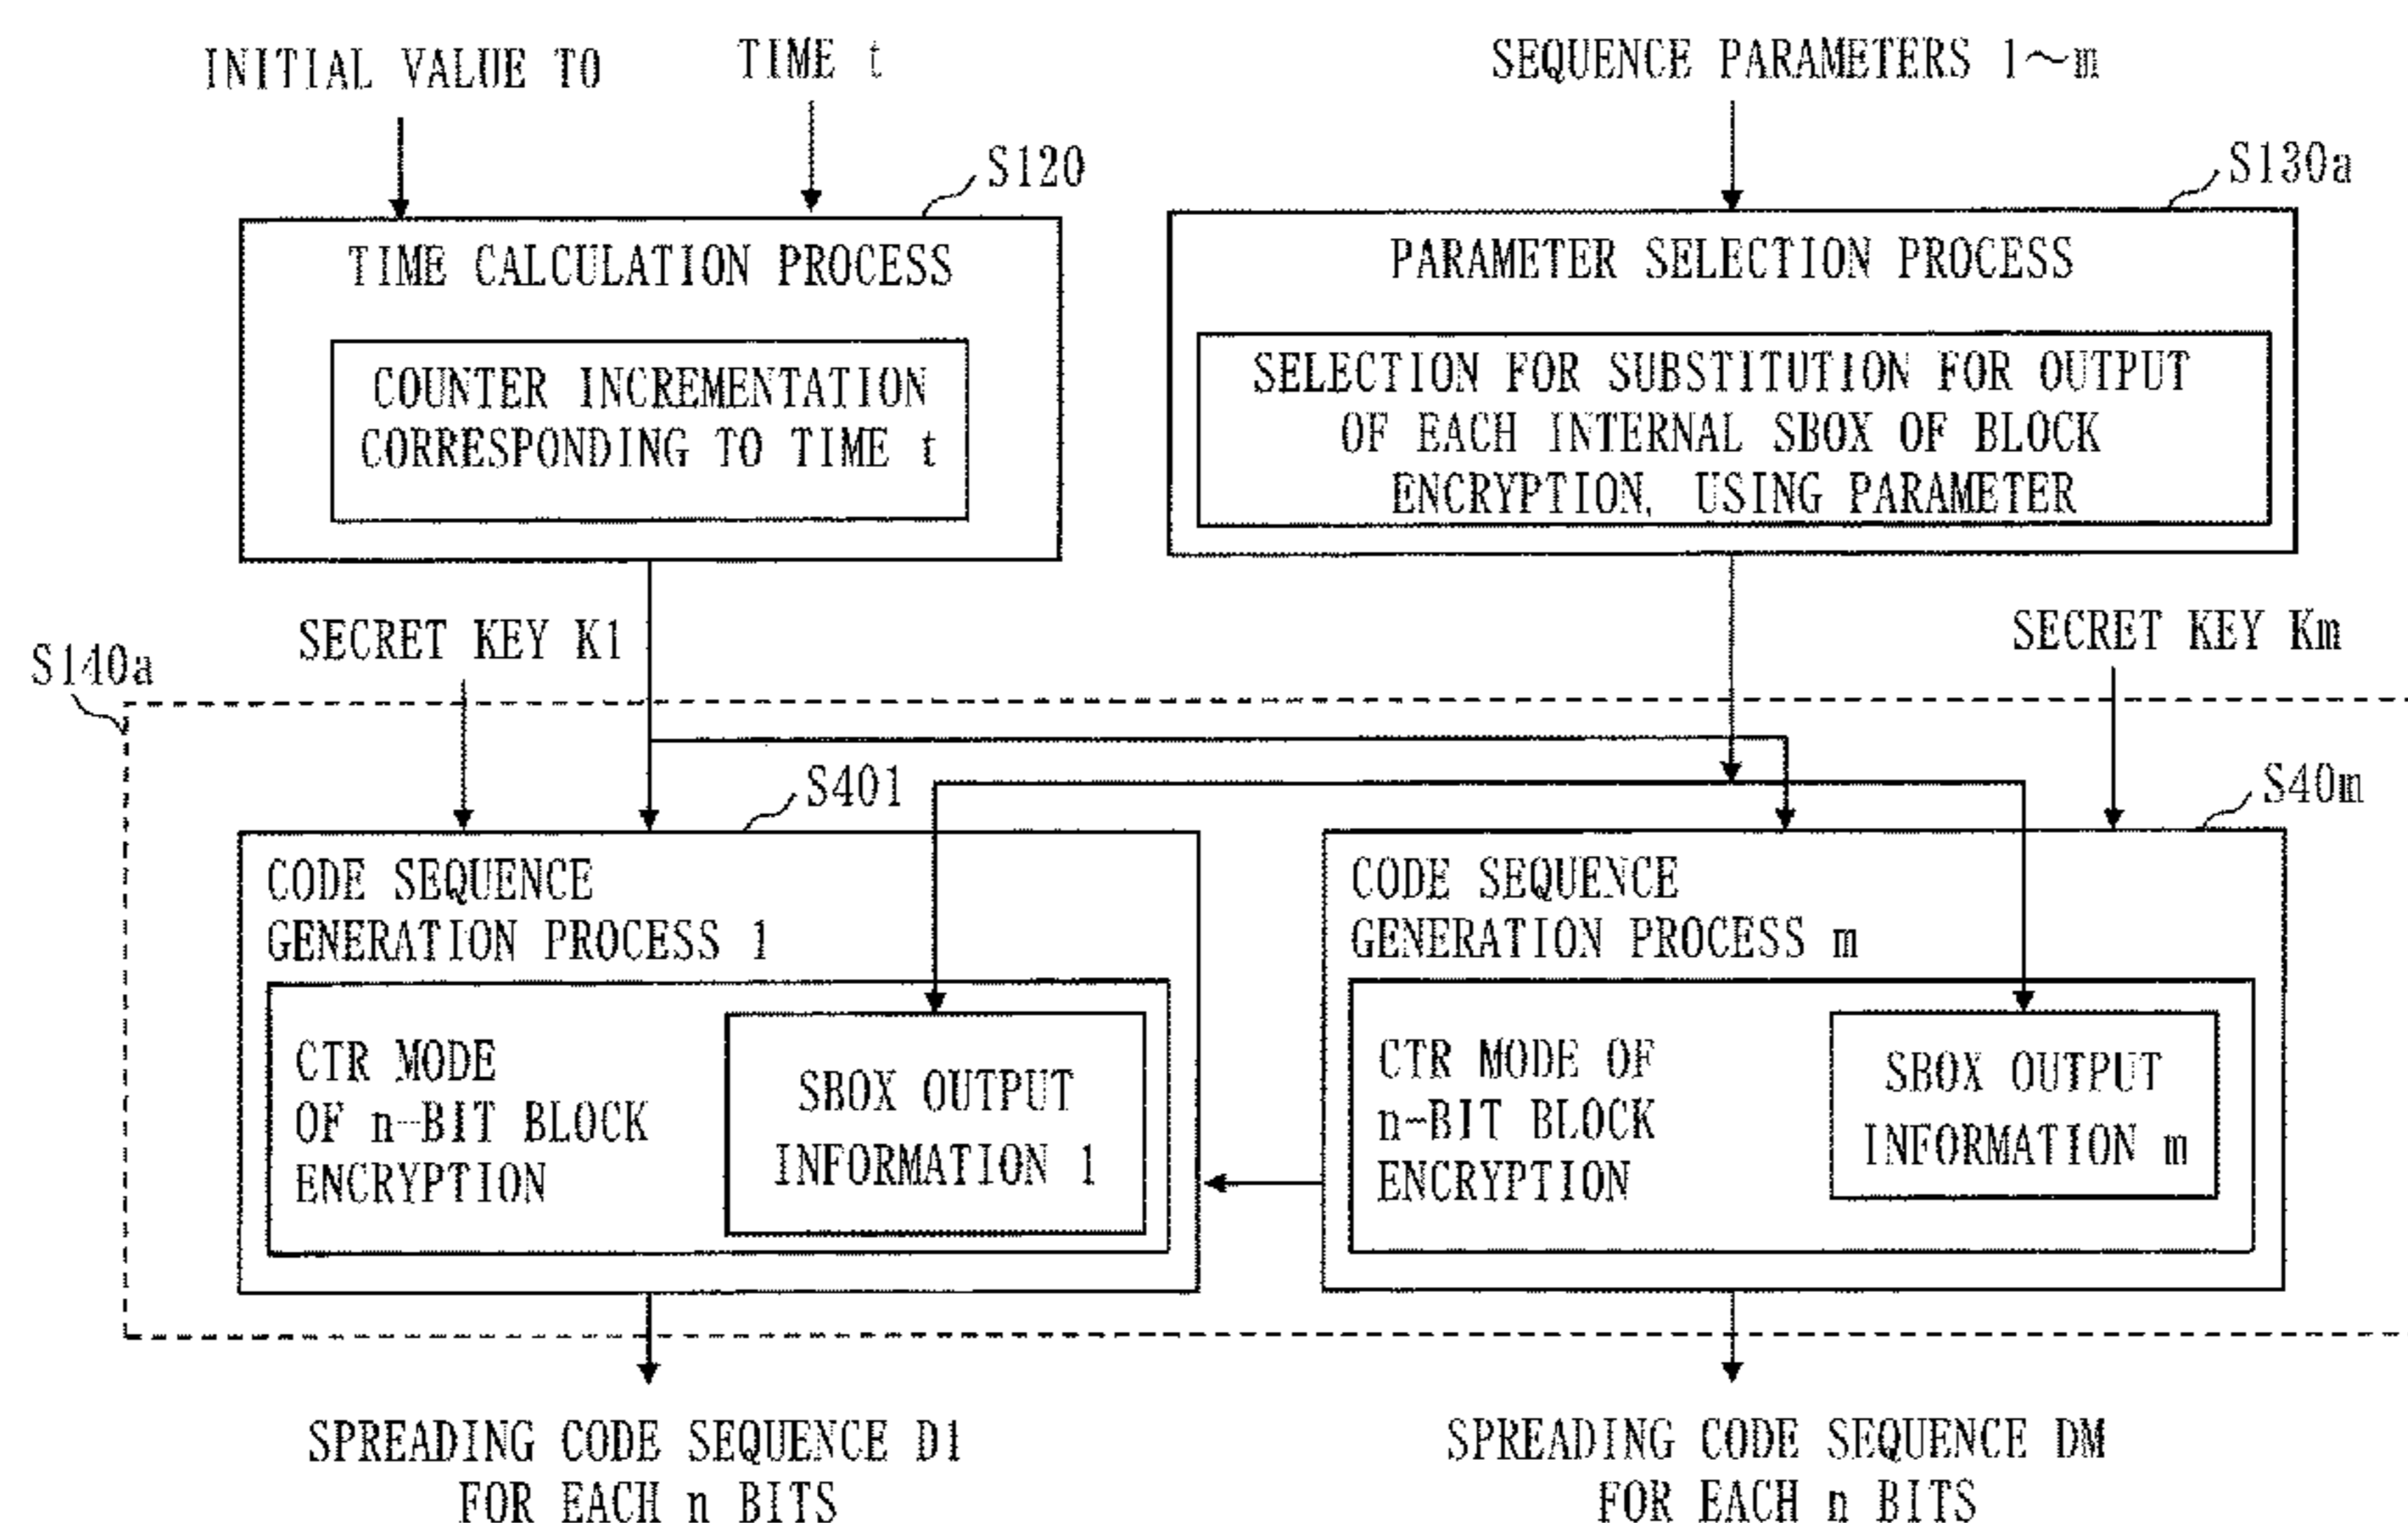 INITIAL VALUE T0
TIME t
SEQUENCE PARAMETERS 1~m
S120
S130a
TIME CALCULATION PROCESS
COUNTER INCREMENTATION
CORRESPONDING TO TIME t
PARAMETER SELECTION PROCESS
SELECTION FOR SUBSTITUTION FOR OUTPUT
OF EACH INTERNAL SBOX OF BLOCK
ENCRYPTION, USING PARAMETER
S140a
SECRET KEY K1
SECRET KEY Km
S401
S40m
CODE SEQUENCE
GENERATION PROCESS 1
CTR MODE
OF n-BIT BLOCK
ENCRYPTION
SBOX OUTPUT
INFORMATION 1
CODE SEQUENCE
GENERATION PROCESS m
CTR MODE OF
n-BIT BLOCK
ENCRYPTION
SBOX OUTPUT
INFORMATION m
SPREADING CODE SEQUENCE D1
FOR EACH n BITS
SPREADING CODE SEQUENCE DM
FOR EACH n BITS